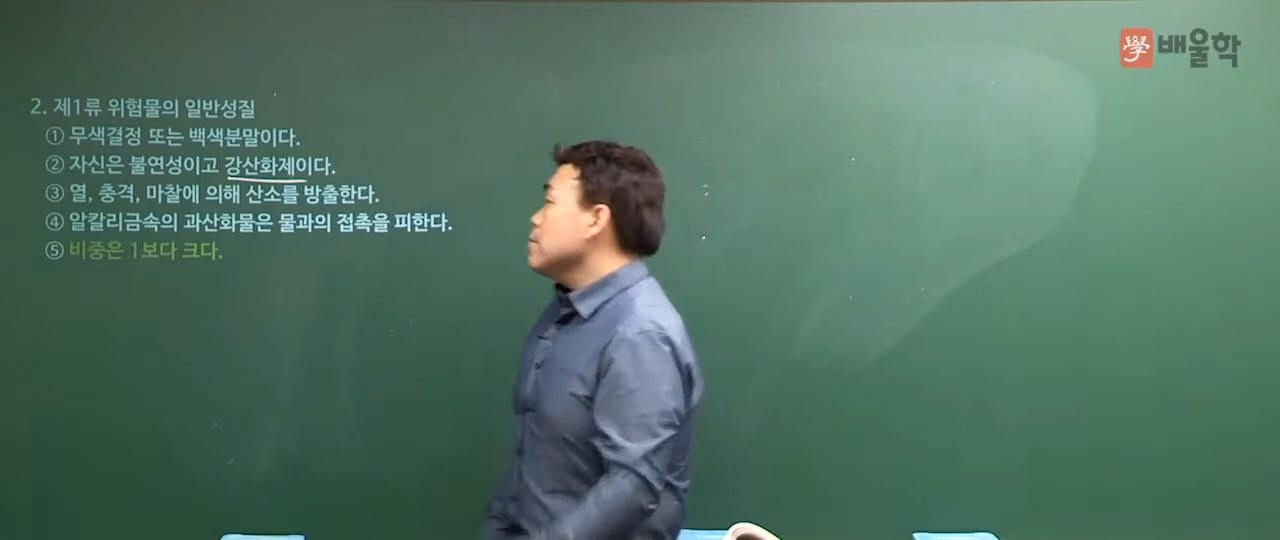 學 배울학
2. 제1류 위험물의 일반성질
① 무색결정 또는 백색분말이다.
② 자신은 불연성이고 강산화제이다.
③ 열, 충격, 마찰에 의해 산소를 방출한다.
④ 알칼리금속의 과산화물은 물과의 접촉을 피한다.
⑤ 비중은 1보다 크다.